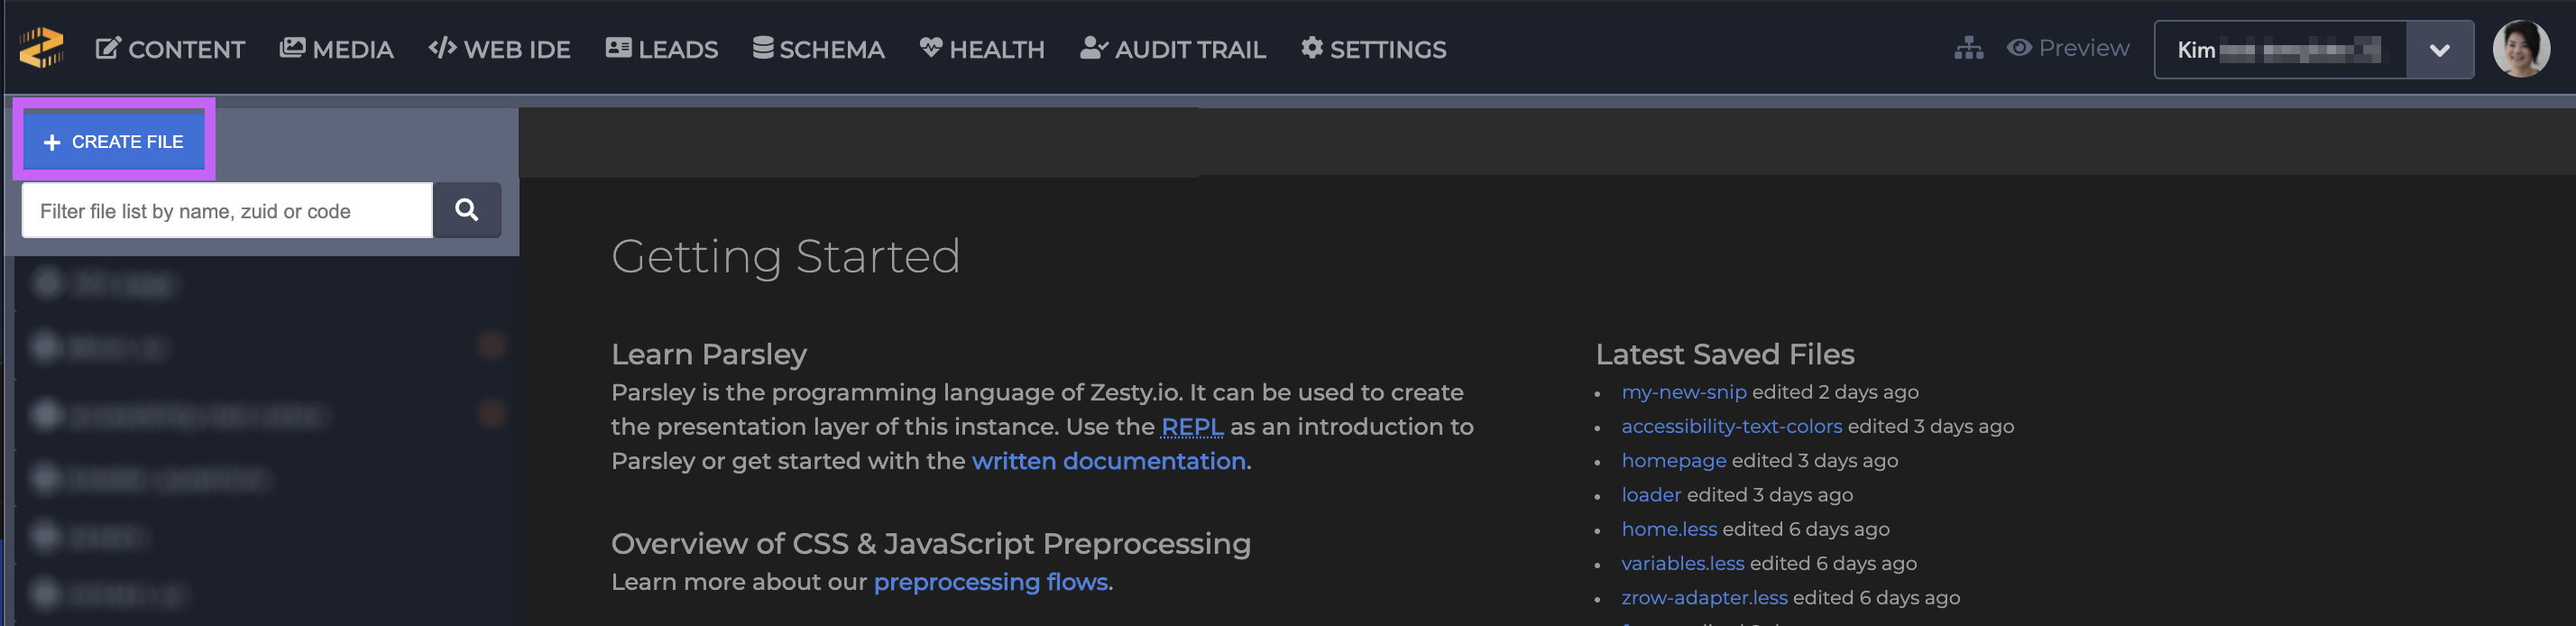 CONTENT MEDIA WEB IDE LEADS SCHEMA HEALTH AUDIT TRAIL SETTINGS Preview Kim
CREATE FILE
Filter file list by name, zuid or code
Getting Started
Learn Parsley
Parsley is the programming language of Zesty.io. It can be used to create
the presentation layer of this instance. Use the REPL as an introduction to
Parsley or get started with the written documentation.
Overview of CSS & JavaScript Preprocessing
Learn more about our preprocessing flows.
Latest Saved Files
my-new-snip edited 2 days ago
accessibility-text-colors edited 3 days ago
homepage edited 3 days ago
loader edited 3 days ago
home.less edited 6 days ago
variables.less edited 6 days ago
zrow-adapter.less edited 6 days ago